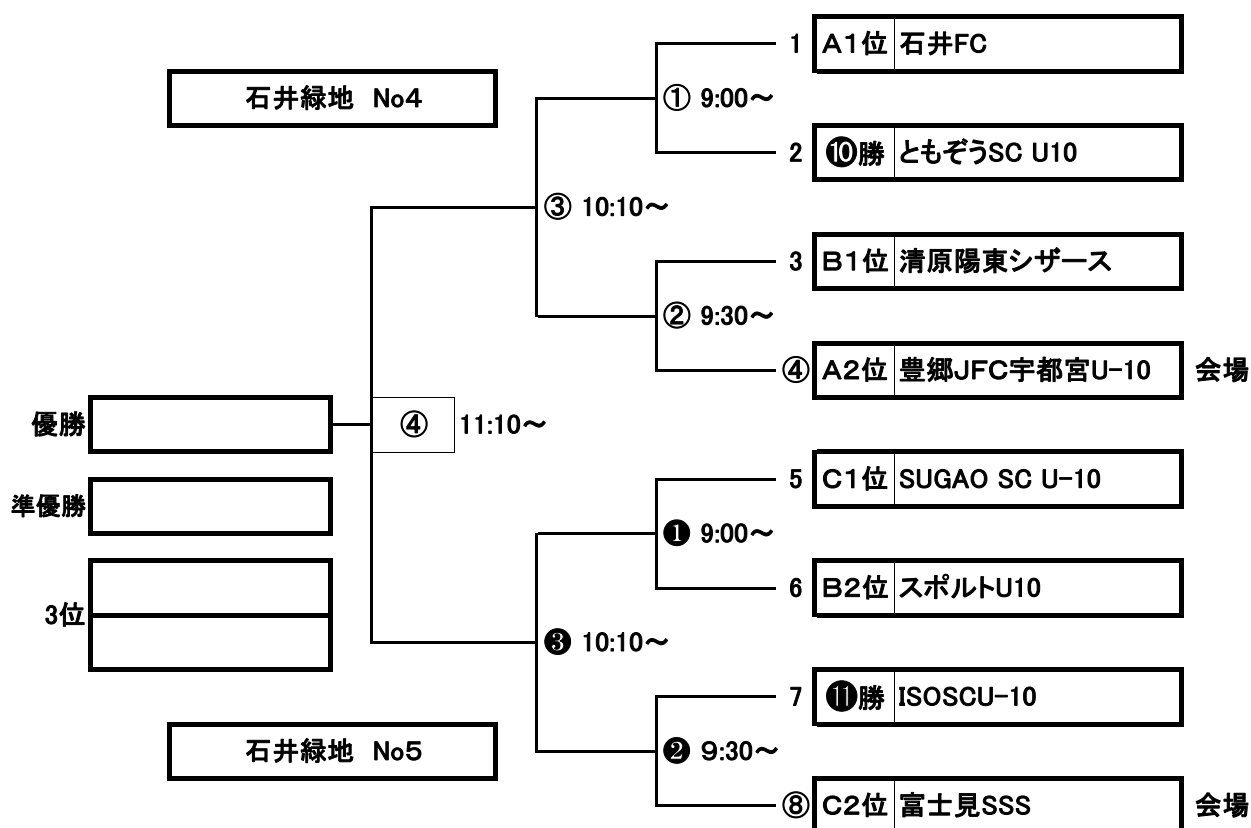 1 A1位 石井FC
石井緑地 No4
① 9:00～
2 ❿勝 ともぞうSC U10
③ 10:10～
3 B1位 清原陽東シザース
② 9:30～
④ A2位 豊郷JFC宇都宮U-10 会場
優勝
④ 11:10～
5 C1位 SUGAO SC U-10
準優勝
❶ 9:00～
6 B2位 スポルトU10
3位
❸ 10:10～
7 ⓫勝 ISOSCU-10
石井緑地 No5
❷ 9:30～
⑧ C2位 富士見SSS 会場